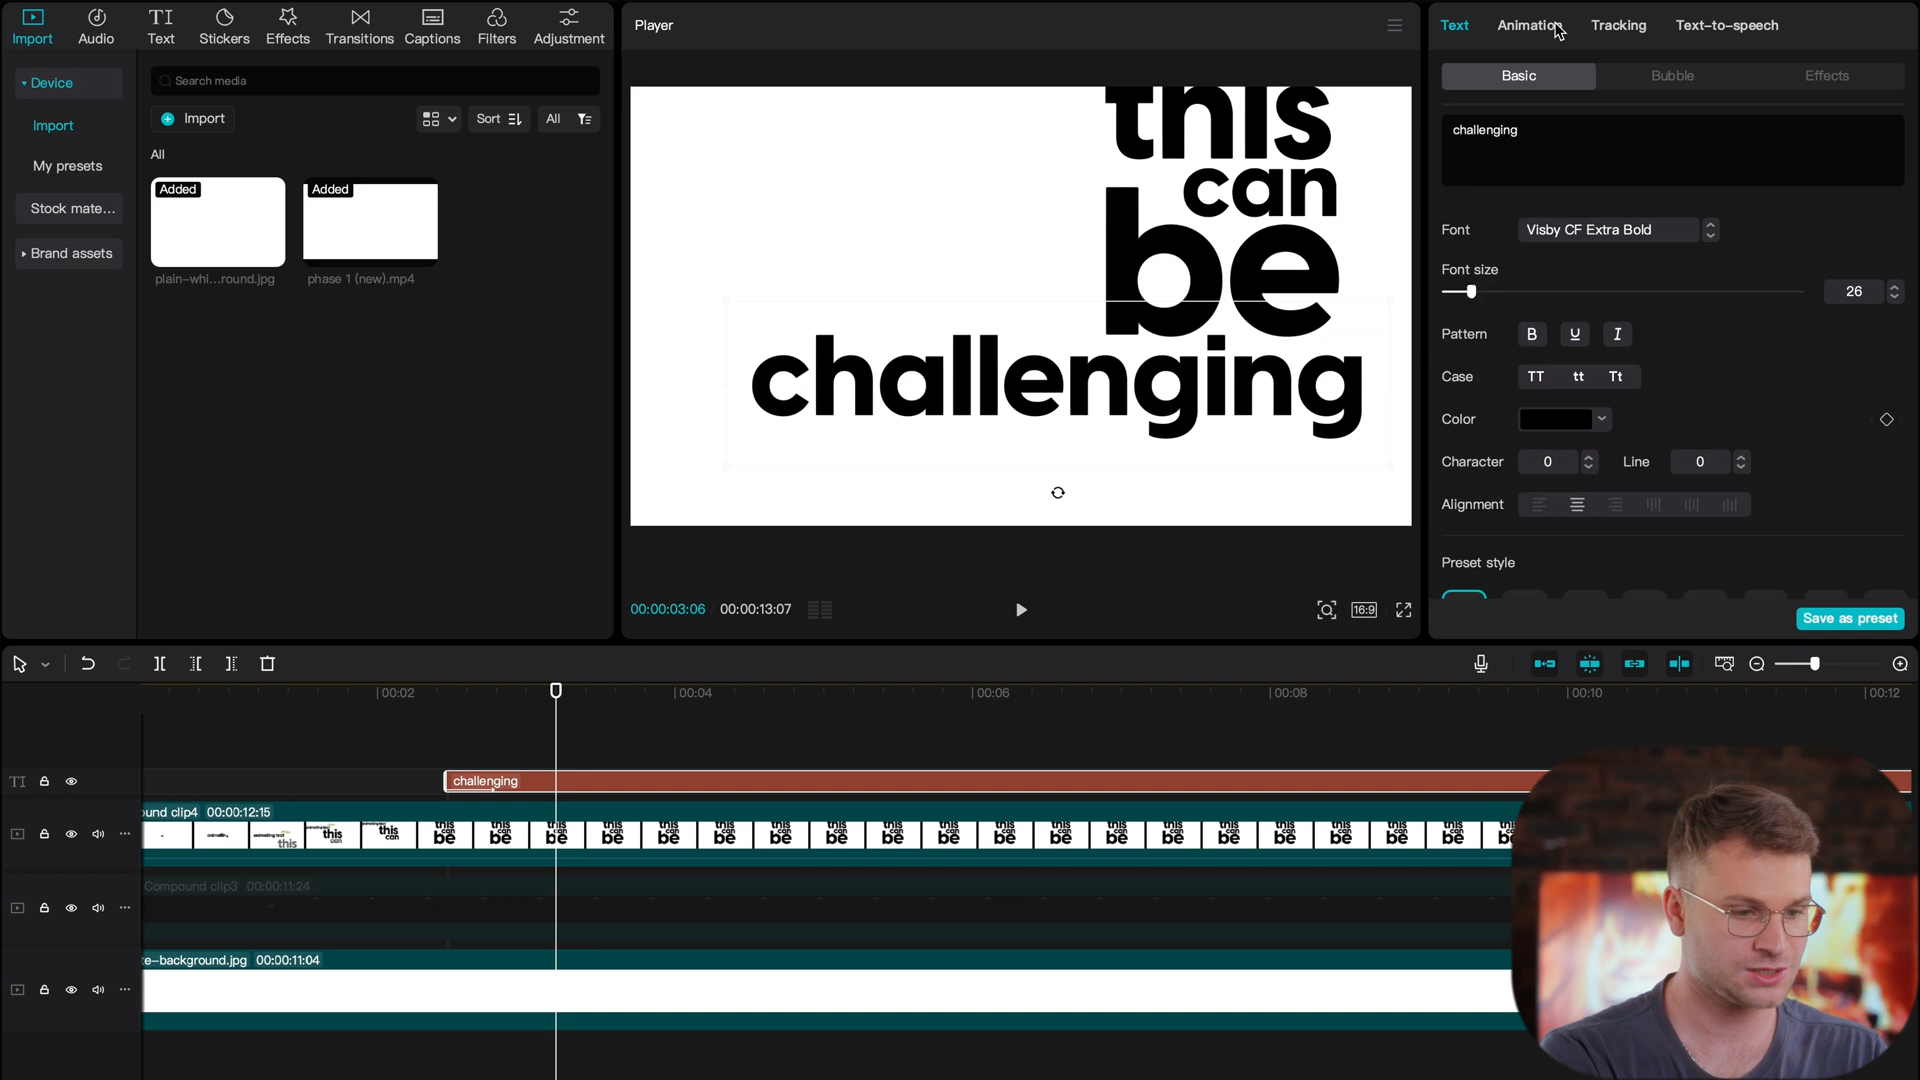 Import
Audio
Text
Stickers
Effects
Transitions
Captions
Filters
Adjustment
Device
Import
My presets
Stock mate...
Brand assets
Search media
Import
Sort
All
All
Added
Added
plain-whi...round.jpg
phase 1 (new).mp4
Player
this
can
be
challenging
00:00:03:06
00:00:13:07
16:9
Text
Animation
Tracking
Text-to-speech
Basic
Bubble
Effects
challenging
Font
Visby CF Extra Bold
Font size
26
Pattern
B U I
Case
TT tt Tt
Color
Character
0
Line
0
Alignment
Preset style
Save as preset
00:02
00:04
00:06
00:08
00:10
00:12
TI
challenging
ound clip4 00:00:12:15
Compound clip3 00:00:11:24
te-background.jpg 00:00:11:04